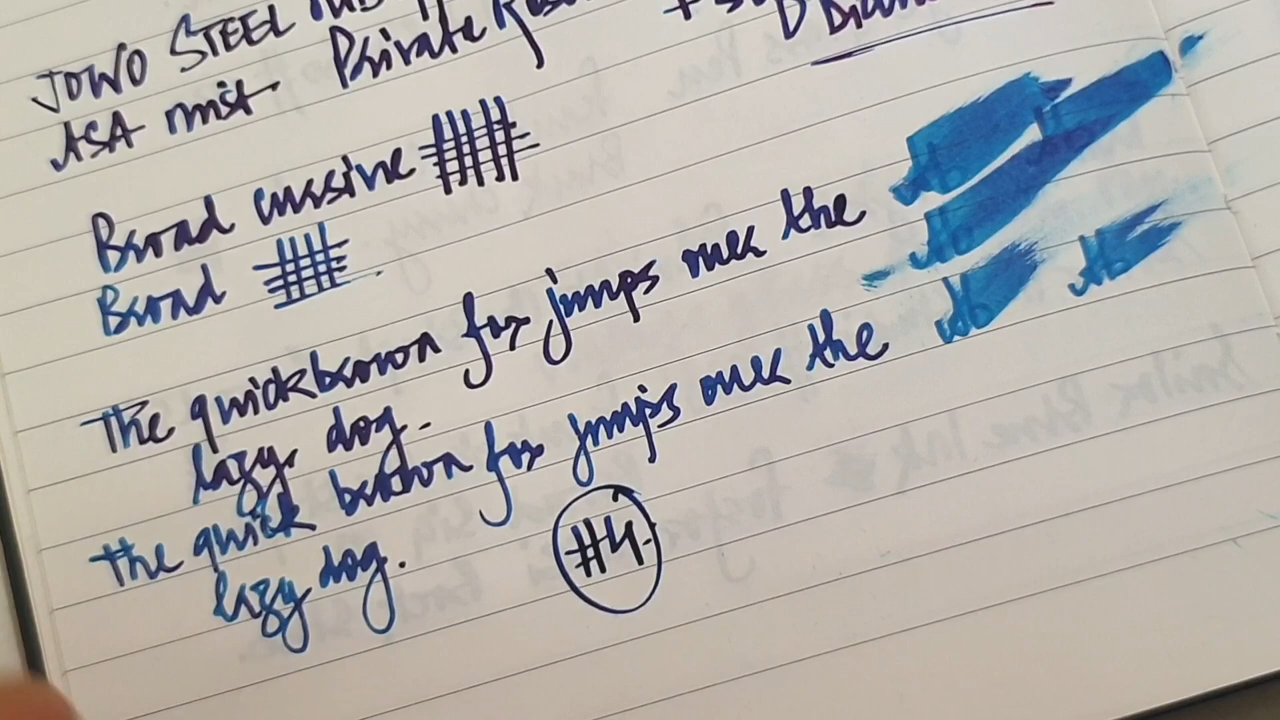 JOWO STEEL
ASA mist Private
Broad cursive
Broad
The quick brown fox jumps over the
lazy dog.
the quick brown fox jumps over the
lazy dog.
#4.